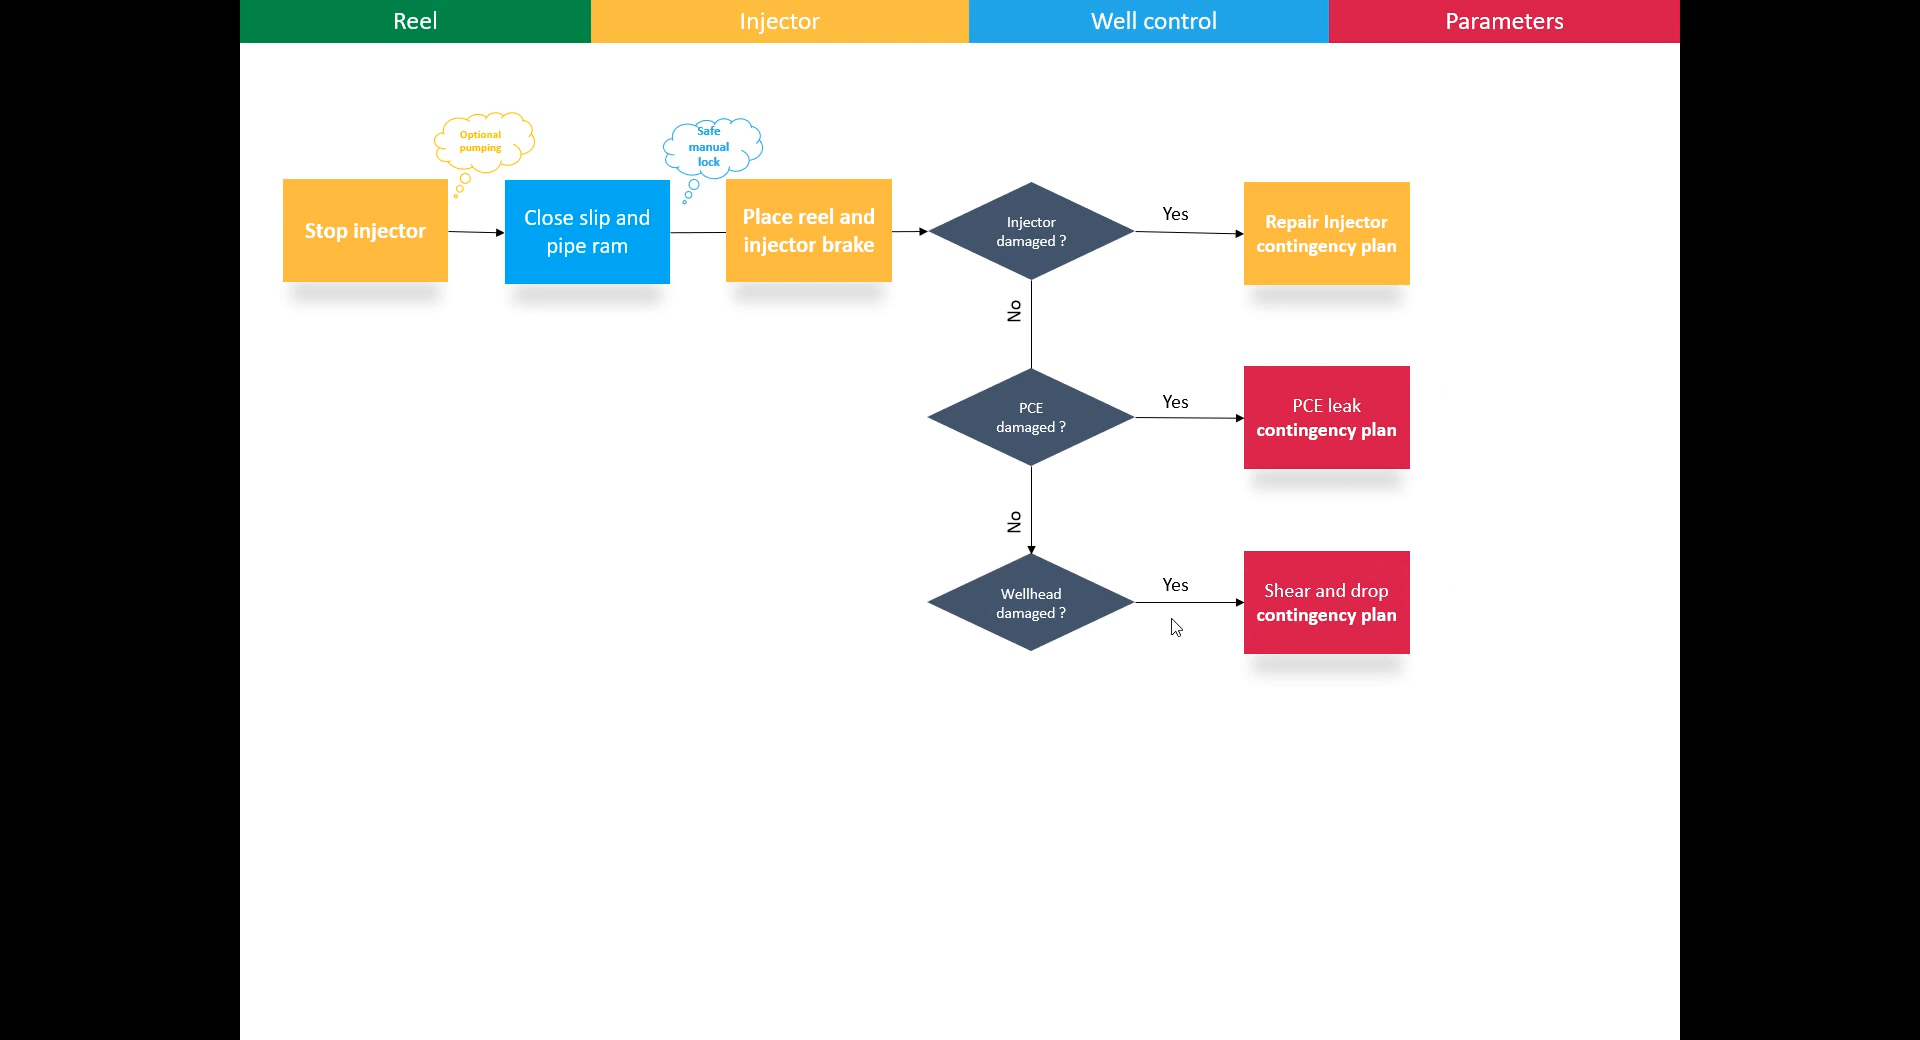 Reel
Injector
Well control
Parameters
Optional
pumping
Safe
manual
lock
Stop injector
Close slip and
pipe ram
Place reel and
injector brake
Injector
damaged ?
Yes
Repair Injector
contingency plan
No
PCE
damaged ?
Yes
PCE leak
contingency plan
No
Wellhead
damaged ?
Yes
Shear and drop
contingency plan